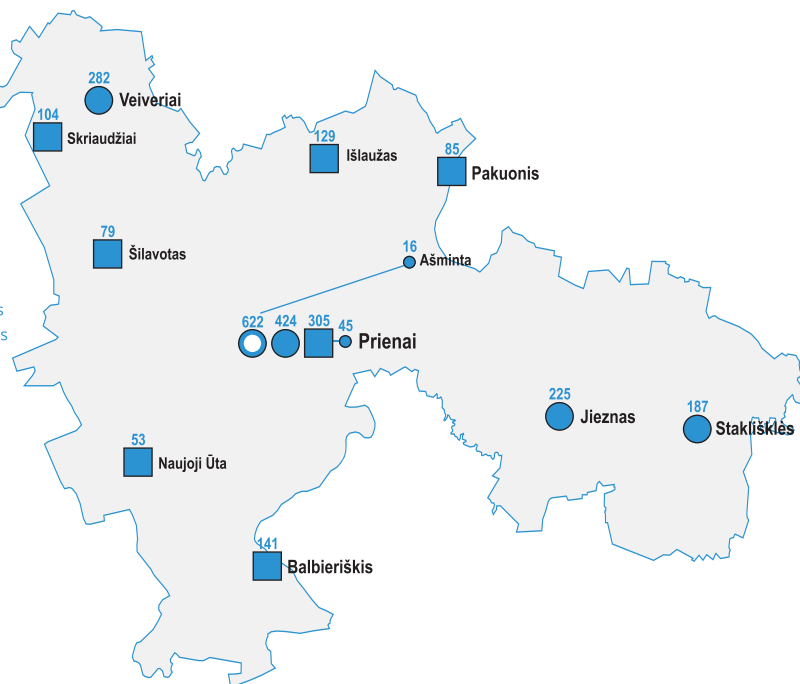 282
Veiveriai
104
Skriaudžiai
129
Išlaužas
85
Pakuonis
79
Šilavotas
16
Ašminta
s
s
622 424 305 45
Prienai
225
Jieznas
187
Stakliškės
53
Naujoji Ūta
141
Balbieriškis